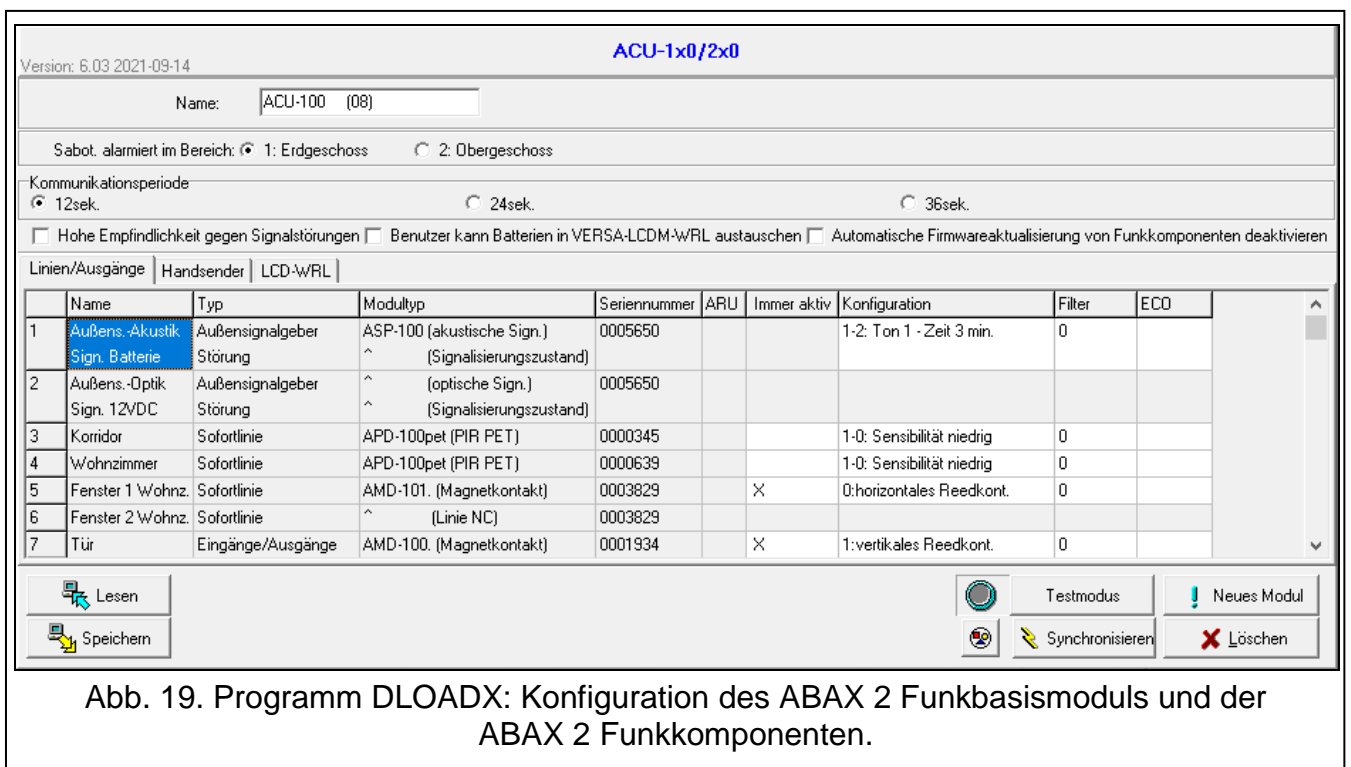 ACU-1x0/2x0
Version: 6.03 2021-09-14
Name: ACU-100 (08)
Sabot. alarmiert im Bereich: 1: Erdgeschoss 2: Obergeschoss
Kommunikationsperiode
12sek. 24sek. 36sek.
Hohe Empfindlichkeit gegen Signalstörungen Benutzer kann Batterien in VERSA-LCDM-WRL austauschen Automatische Firmwareaktualisierung von Funkkomponenten deaktivieren
Linien/Ausgänge Handsender LCD-WRL
Name Typ Modultyp Seriennummer ARU Immer aktiv Konfiguration Filter ECO
1 Außens.-Akustik Außensignalgeber ASP-100 (akustische Sign.) 0005650 1-2: Ton 1 - Zeit 3 min. 0
Sign. Batterie Störung ^ (Signalisierungszustand)
2 Außens.-Optik Außensignalgeber ^ (optische Sign.) 0005650
Sign. 12VDC Störung ^ (Signalisierungszustand)
3 Korridor Sofortlinie APD-100pet (PIR PET) 0000345 1-0: Sensibilität niedrig 0
4 Wohnzimmer Sofortlinie APD-100pet (PIR PET) 0000639 1-0: Sensibilität niedrig 0
5 Fenster 1 Wohnz. Sofortlinie AMD-101. (Magnetkontakt) 0003829 X 0:horizontales Reedkont. 0
6 Fenster 2 Wohnz. Sofortlinie ^ (Linie NC) 0003829
7 Tür Eingänge/Ausgänge AMD-100. (Magnetkontakt) 0001934 X 1:vertikales Reedkont. 0
Lesen Testmodus Neues Modul
Speichern Synchronisieren Löschen
Abb. 19. Programm DLOADX: Konfiguration des ABAX 2 Funkbasismoduls und der
ABAX 2 Funkkomponenten.